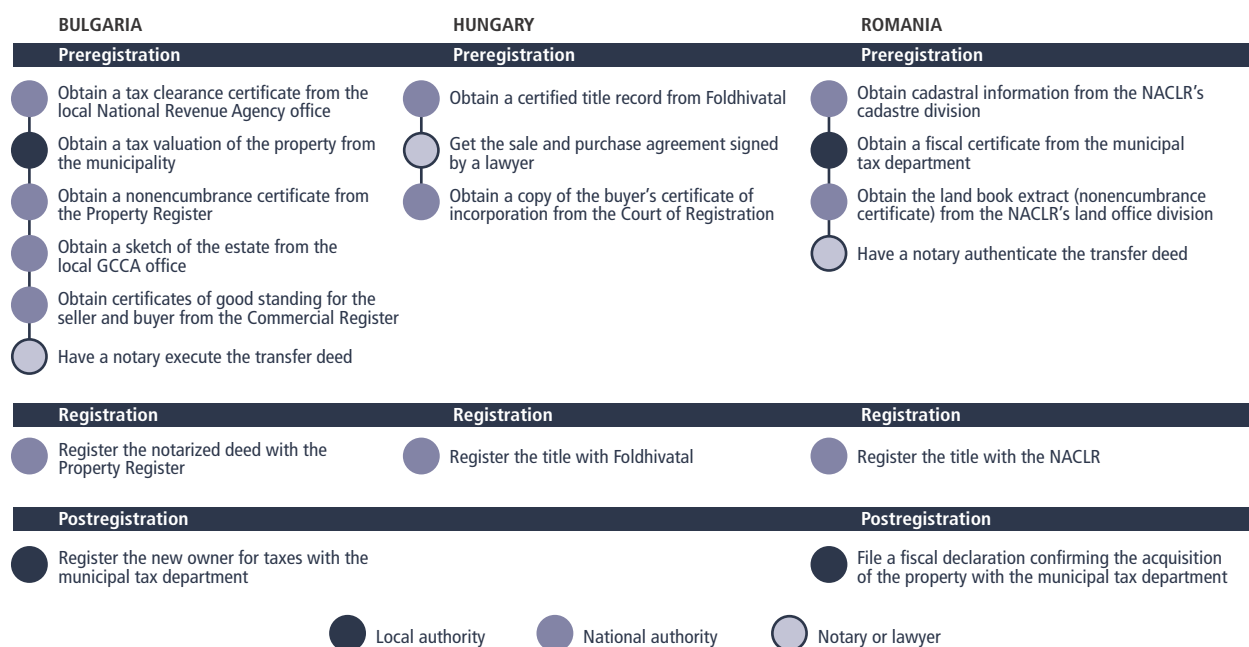 BULGARIA
HUNGARY
ROMANIA
Preregistration
Preregistration
Preregistration
Obtain a tax clearance certificate from the
local National Revenue Agency office
Obtain a tax valuation of the property from
the municipality
Obtain a nonencumbrance certificate from
the Property Register
Obtain a sketch of the estate from the
local GCCA office
Obtain certificates of good standing for the
seller and buyer from the Commercial Register
Have a notary execute the transfer deed
Obtain a certified title record from Foldhivatal
Get the sale and purchase agreement signed
by a lawyer
Obtain a copy of the buyer's certificate of
incorporation from the Court of Registration
Obtain cadastral information from the NACLR's
cadastre division
Obtain a fiscal certificate from the municipal
tax department
Obtain the land book extract (nonencumbrance
certificate) from the NACLR's land office division
Have a notary authenticate the transfer deed
Registration
Registration
Registration
Register the notarized deed with the
Property Register
Register the title with Foldhivatal
Register the title with the NACLR
Postregistration
Postregistration
Register the new owner for taxes with the
municipal tax department
File a fiscal declaration confirming the acquisition
of the property with the municipal tax department
Local authority
National authority
Notary or lawyer